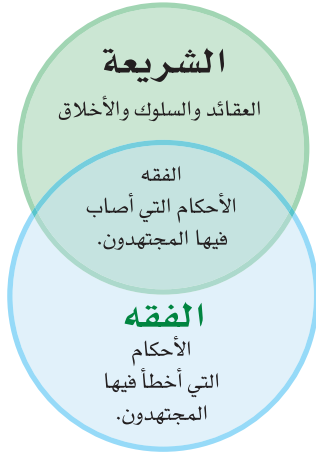 الشريعة
العقائد والسلوك والأخلاق
الفقه
الأحكام التي أصاب
فيها المجتهدون.
الفقه
الأحكام
التي أخطأ فيها
المجتهدون.